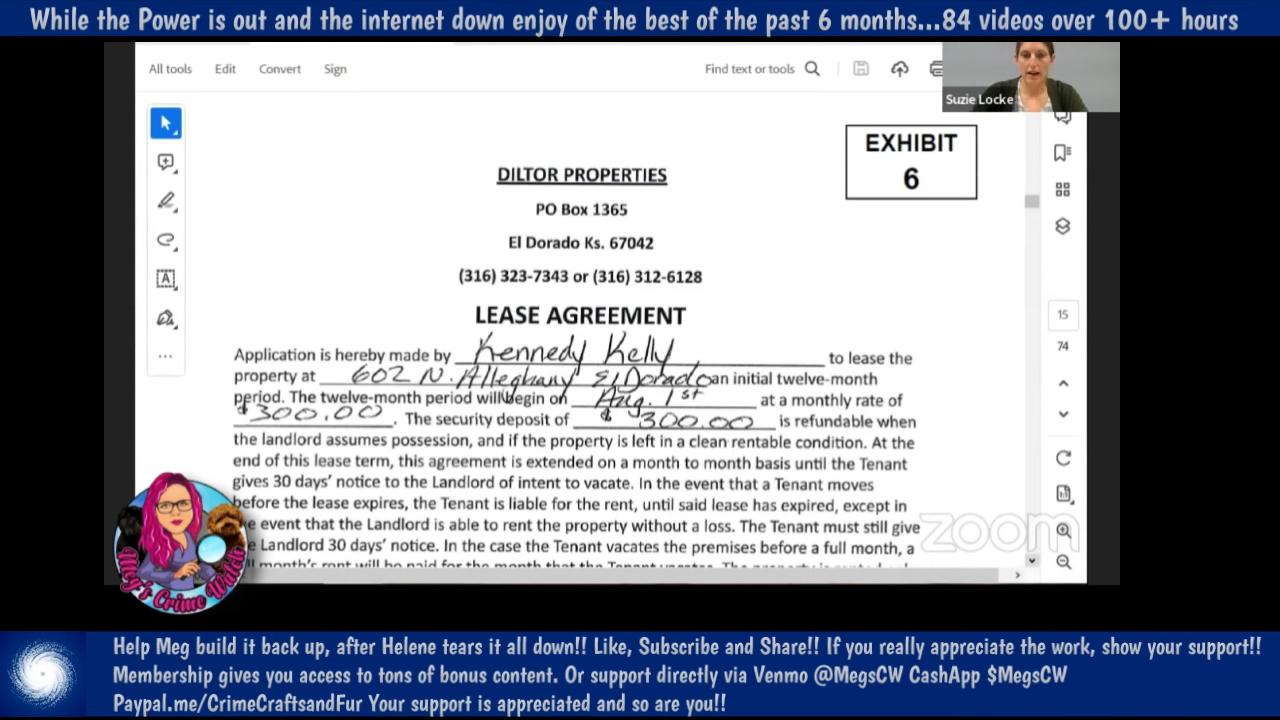 While the Power is out and the internet down enjoy of the best of the past 6 months...84 videos over 100+ hours
All tools Edit Convert Sign Find text or tools
Suzie Locke
EXHIBIT
6
DILTOR PROPERTIES
PO Box 1365
El Dorado Ks. 67042
(316) 323-7343 or (316) 312-6128
LEASE AGREEMENT
Application is hereby made by Kennedy Kelly to lease the
property at 602 N. Alleghany El Dorado an initial twelve-month
period. The twelve-month period will begin on Aug. 1st at a monthly rate of
$300.00. The security deposit of $300.00 is refundable when
the landlord assumes possession, and if the property is left in a clean rentable condition. At the
end of this lease term, this agreement is extended on a month to month basis until the Tenant
gives 30 days' notice to the Landlord of intent to vacate. In the event that a Tenant moves
before the lease expires, the Tenant is liable for the rent, until said lease has expired, except in
e event that the Landlord is able to rent the property without a loss. The Tenant must still give
e Landlord 30 days' notice. In the case the Tenant vacates the premises before a full month, a
15
74
zoom
Meg's Crime Watch
Help Meg build it back up, after Helene tears it all down!! Like, Subscribe and Share!! If you really appreciate the work, show your support!!
Membership gives you access to tons of bonus content. Or support directly via Venmo @MegsCW CashApp $MegsCW
Paypal.me/CrimeCraftsandFur Your support is appreciated and so are you!!